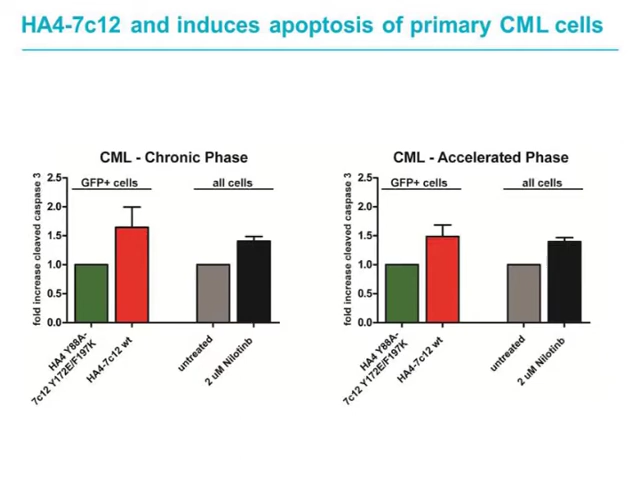 HA4-7c12 and induces apoptosis of primary CML cells
CML - Chronic Phase
fold increase cleaved caspase 3
2.5
2.0
1.5
1.0
0.5
0.0
GFP+ cells
all cells
HA4 Y88A-
7c12 Y172E/F197K
HA4-7c12 wt
untreated
2 uM Nilotinb
CML - Accelerated Phase
fold increase cleaved caspase 3
2.5
2.0
1.5
1.0
0.5
0.0
GFP+ cells
all cells
HA4 Y88A-
7c12 Y172E/F197K
HA4-7c12 wt
untreated
2 uM Nilotinb